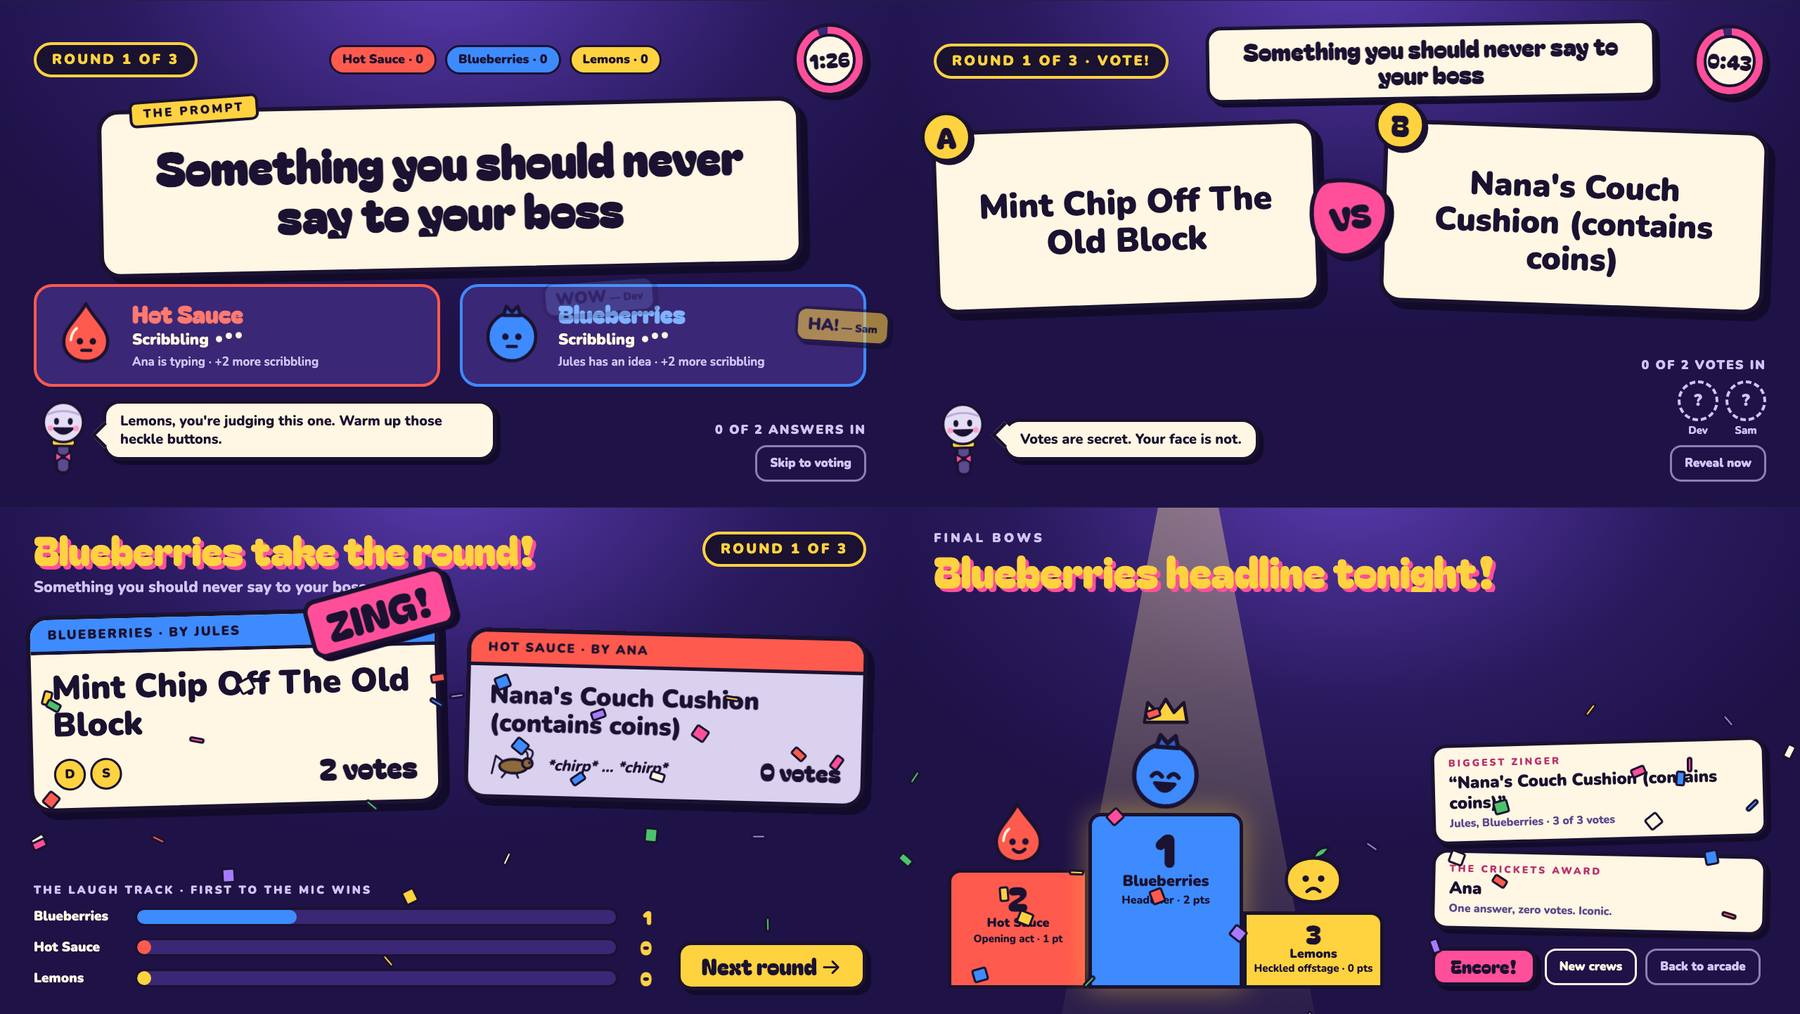 ROUND 1 OF 3
Hot Sauce · 0
Blueberries · 0
Lemons · 0
1:26
THE PROMPT
Something you should never
say to your boss
WOW — Dev
HA! — Sam
Hot Sauce
Scribbling
Ana is typing · +2 more scribbling
Blueberries
Scribbling
Jules has an idea · +2 more scribbling
Lemons, you're judging this one. Warm up those
heckle buttons.
0 OF 2 ANSWERS IN
Skip to voting
ROUND 1 OF 3 · VOTE!
Something you should never say to
your boss
0:43
A
Mint Chip Off The
Old Block
VS
B
Nana's Couch
Cushion (contains
coins)
0 OF 2 VOTES IN
?
?
Dev
Sam
Votes are secret. Your face is not.
Reveal now
Blueberries take the round!
ROUND 1 OF 3
Something you should never say to your boss
ZING!
BLUEBERRIES · BY JULES
Mint Chip Off The Old
Block
D
S
2 votes
HOT SAUCE · BY ANA
Nana's Couch Cushion
(contains coins)
*chirp* ... *chirp*
0 votes
THE LAUGH TRACK · FIRST TO THE MIC WINS
Blueberries
1
Hot Sauce
0
Lemons
0
Next round →
FINAL BOWS
Blueberries headline tonight!
1
Blueberries
Headliner · 2 pts
2
Hot Sauce
Opening act · 1 pt
3
Lemons
Heckled offstage · 0 pts
BIGGEST ZINGER
“Nana's Couch Cushion (contains
coins)”
Jules, Blueberries · 3 of 3 votes
THE CRICKETS AWARD
Ana
One answer, zero votes. Iconic.
Encore!
New crews
Back to arcade